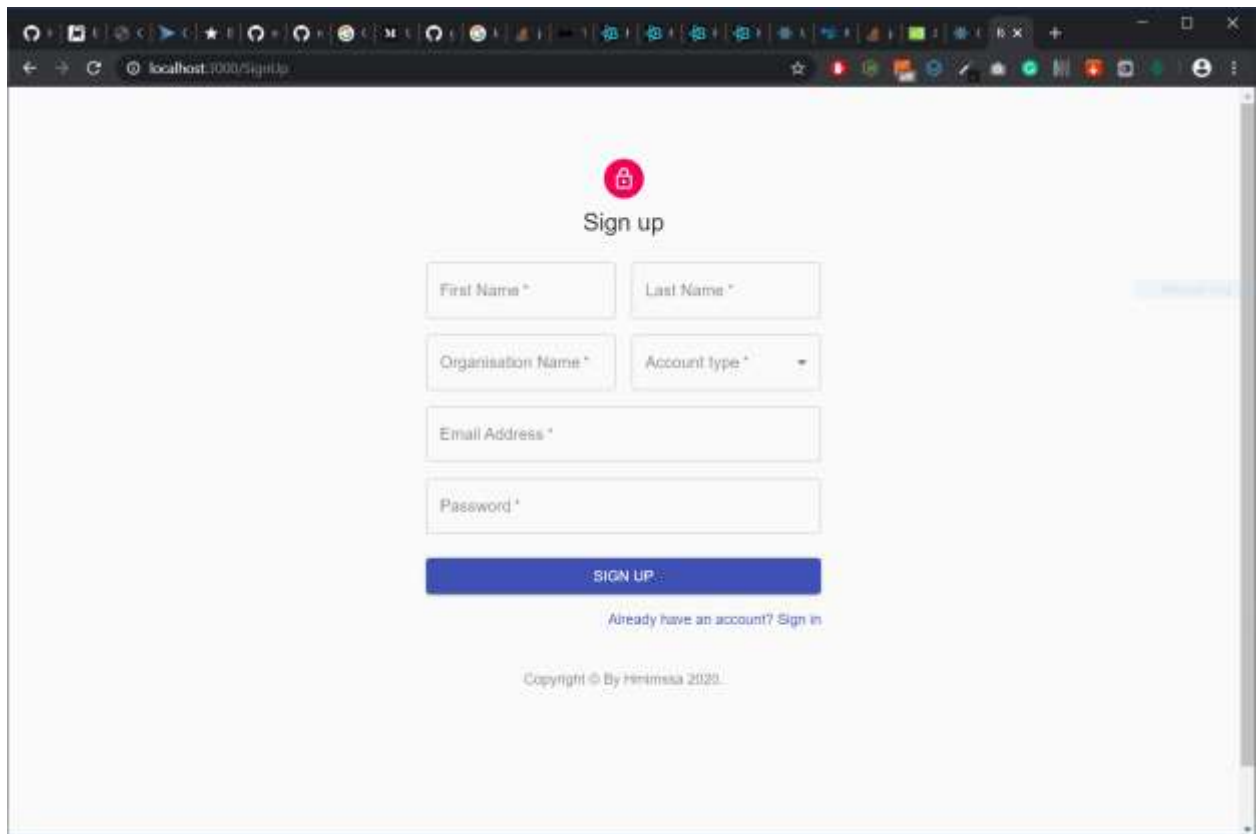 localhost:3000/SignUp
Sign up
First Name *
Last Name *
Organisation Name *
Account type *
Email Address *
Password *
SIGN UP
Already have an account? Sign in
Copyright © By 2020.